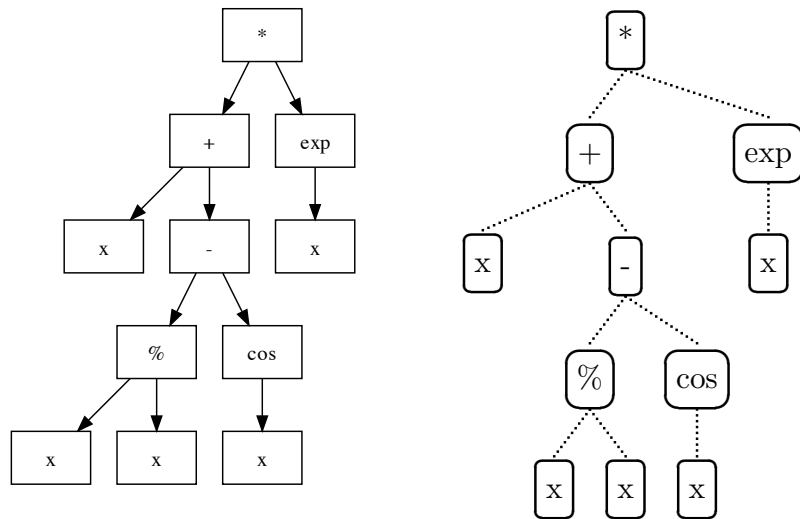 *
+ exp
x - x
% cos
x x x
*
+ exp
x - x
% cos
x x x